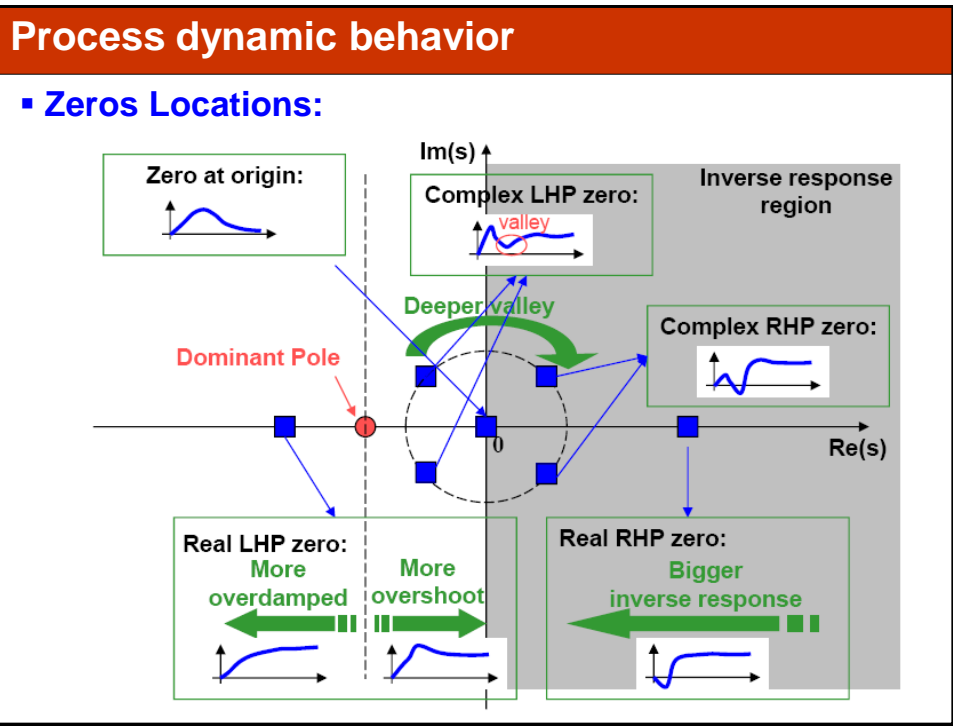 Process dynamic behavior
▪ Zeros Locations:
Im(s)
Zero at origin:
Complex LHP zero:
valley
Inverse response
region
Deeper valley
Complex RHP zero:
Dominant Pole
0
Re(s)
Real LHP zero:
More
overdamped
More
overshoot
Real RHP zero:
Bigger
inverse response